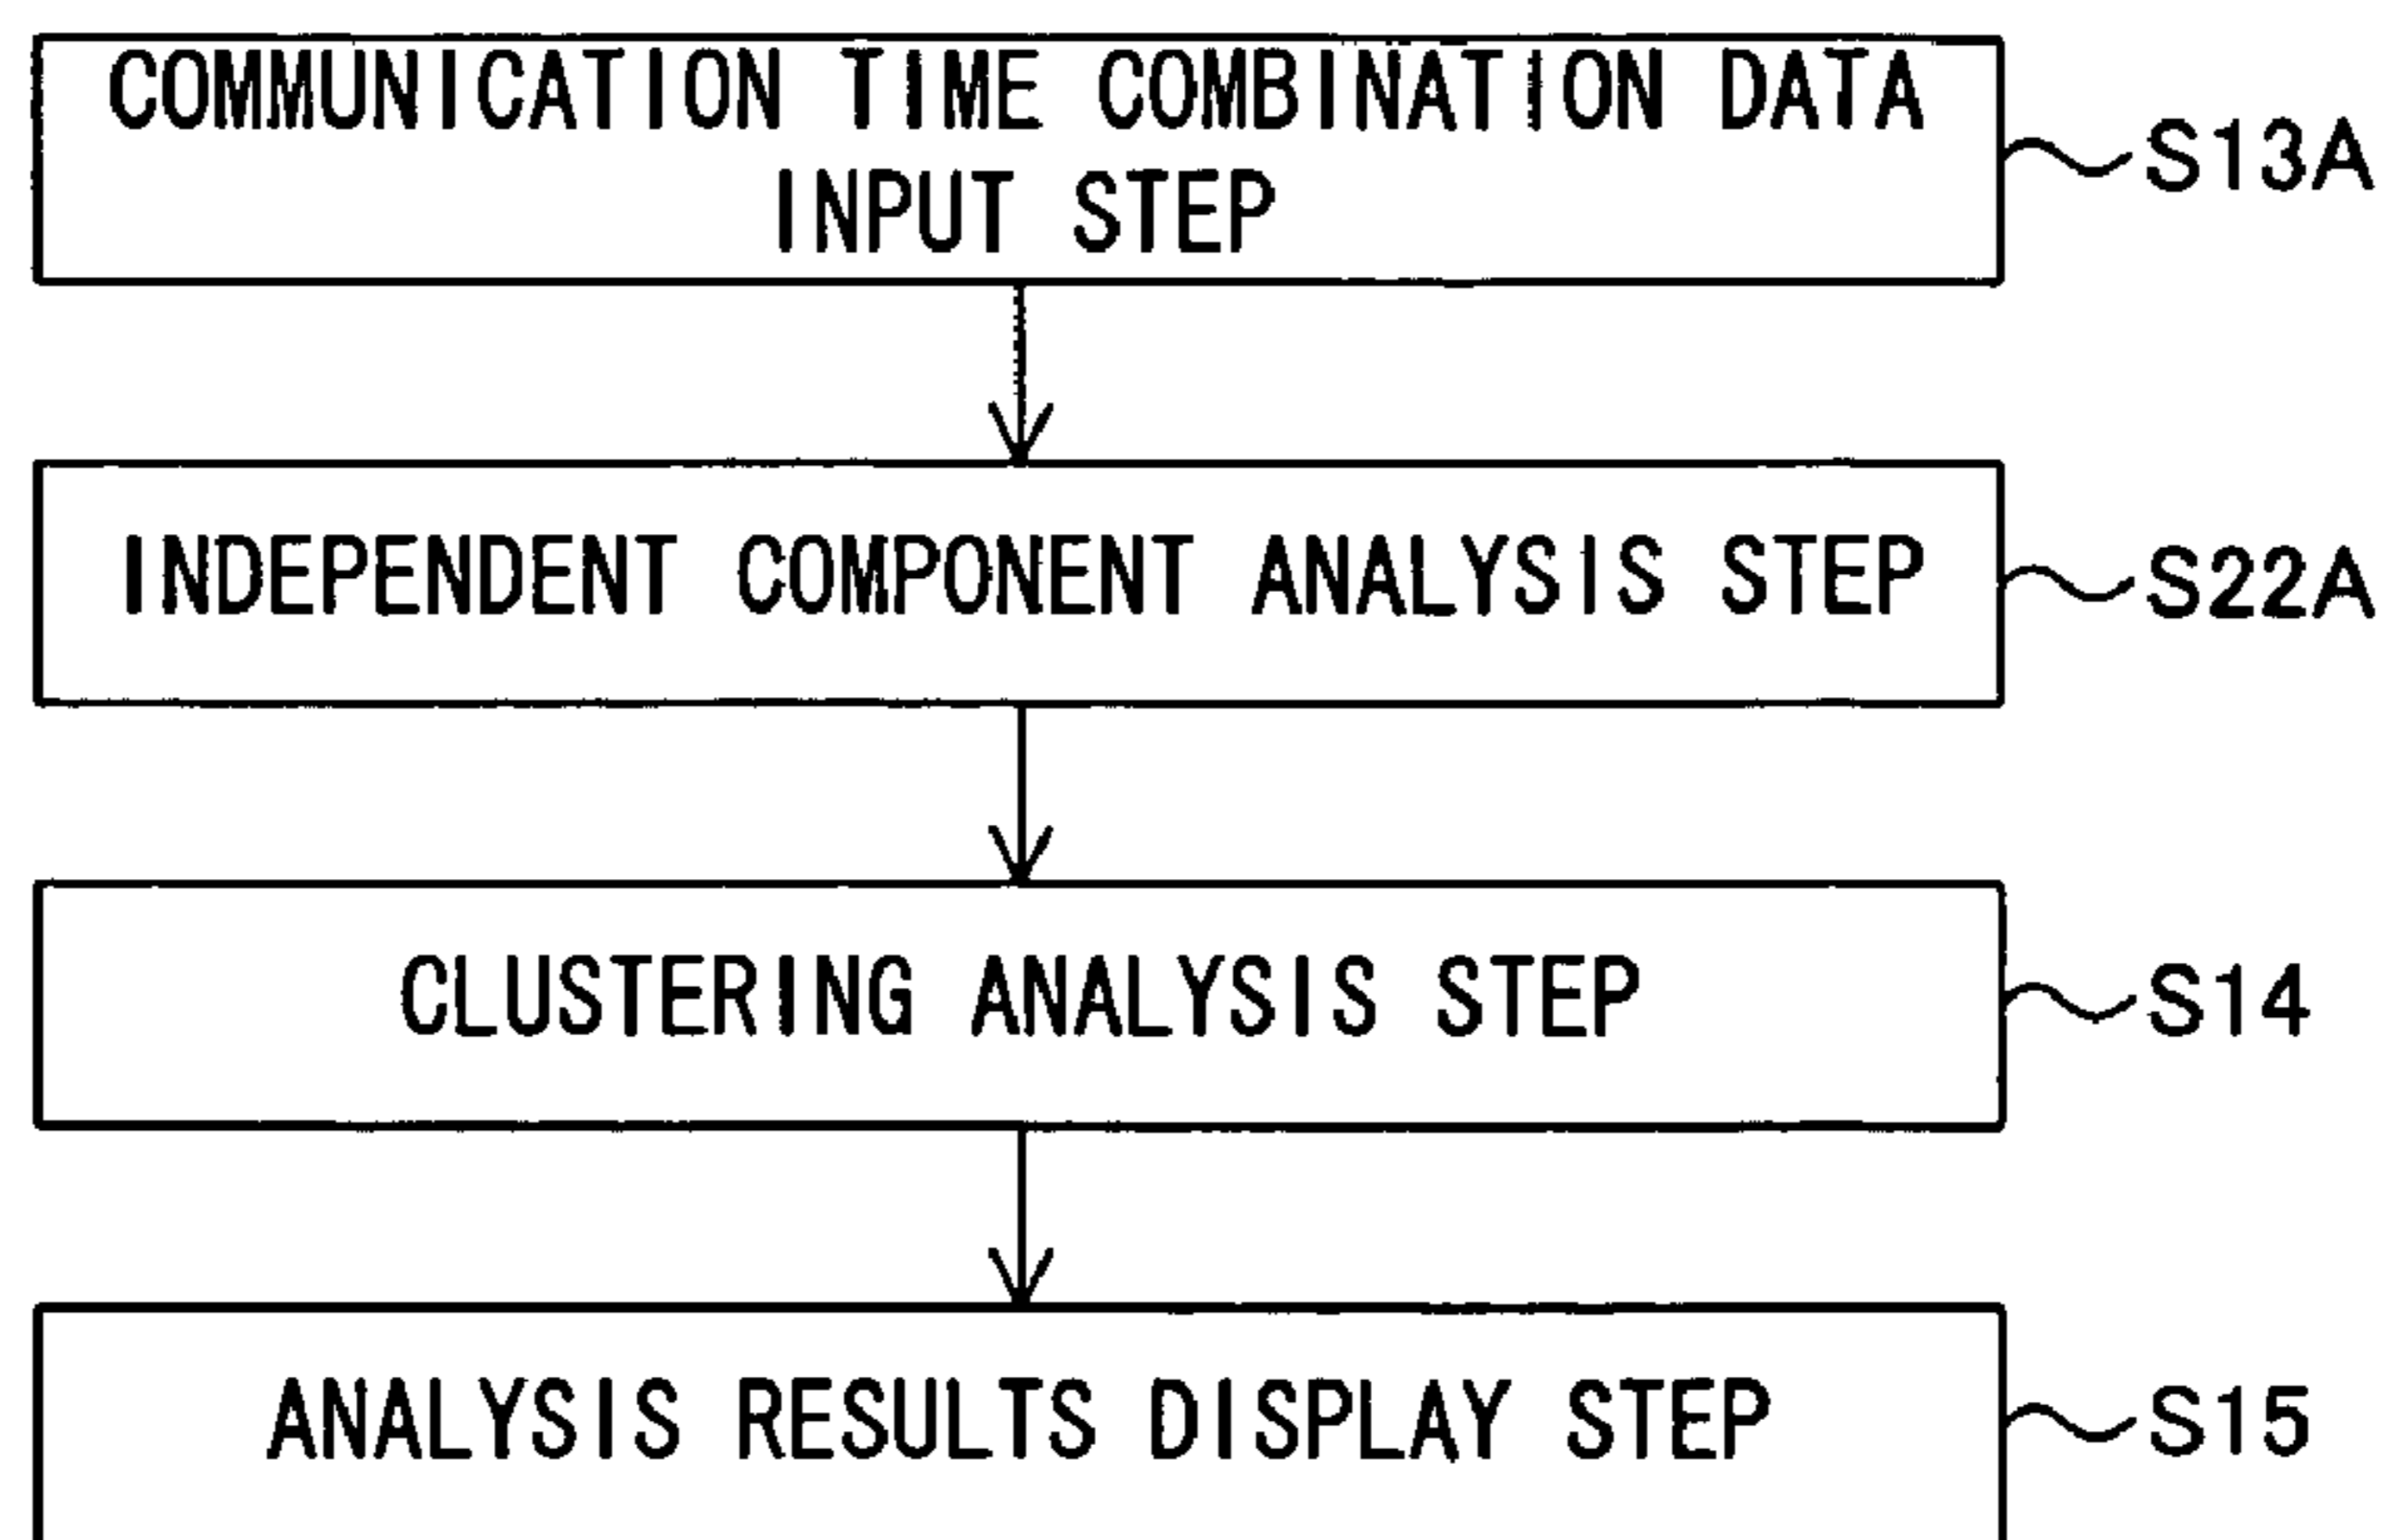 COMMUNICATION TIME COMBINATION DATA
INPUT STEP
S13A
INDEPENDENT COMPONENT ANALYSIS STEP
S22A
CLUSTERING ANALYSIS STEP
S14
ANALYSIS RESULTS DISPLAY STEP
S15